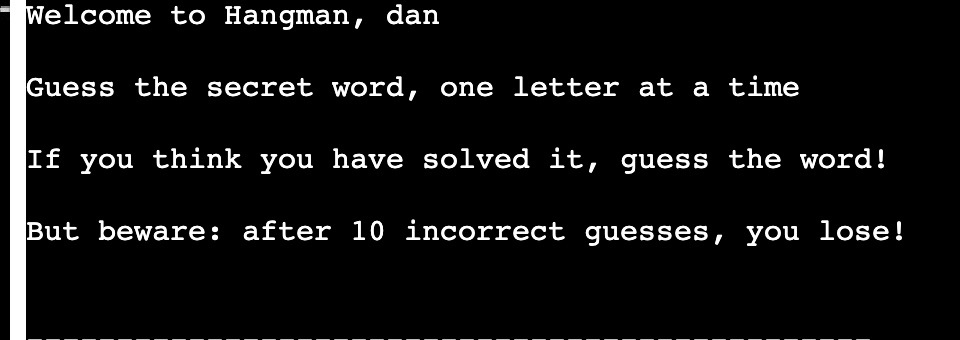 Welcome to Hangman, dan
Guess the secret word, one letter at a time
If you think you have solved it, guess the word!
But beware: after 10 incorrect guesses, you lose!